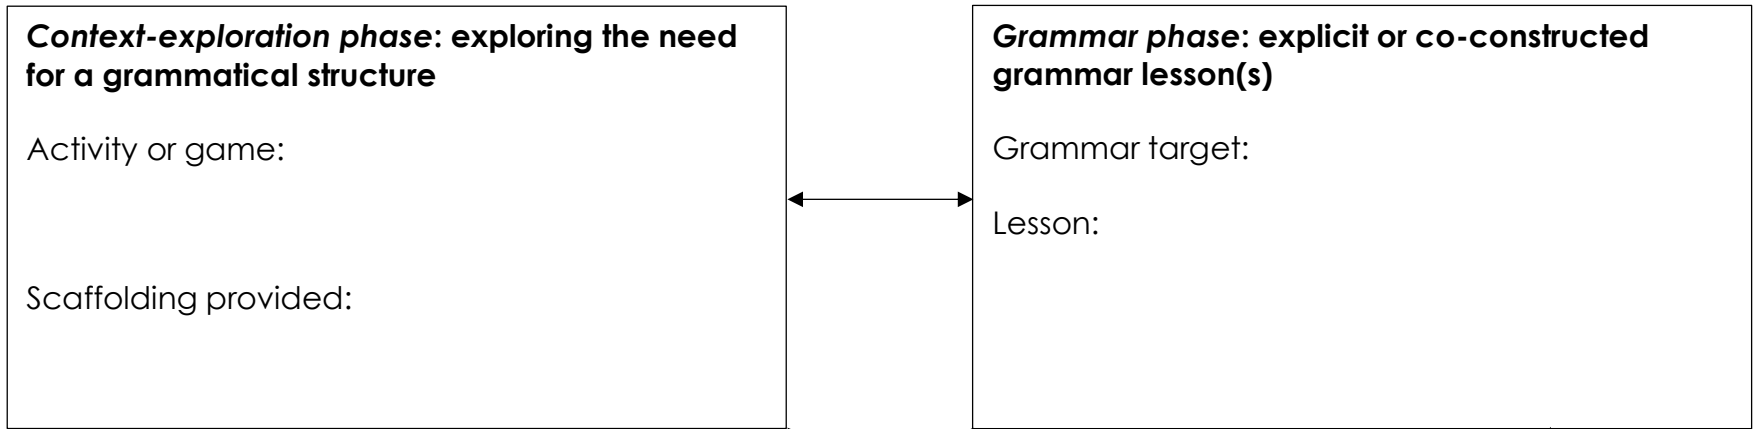 Context-exploration phase: exploring the need
for a grammatical structure
Activity or game:
Scaffolding provided:
Grammar phase: explicit or co-constructed
grammar lesson(s)
Grammar target:
Lesson: